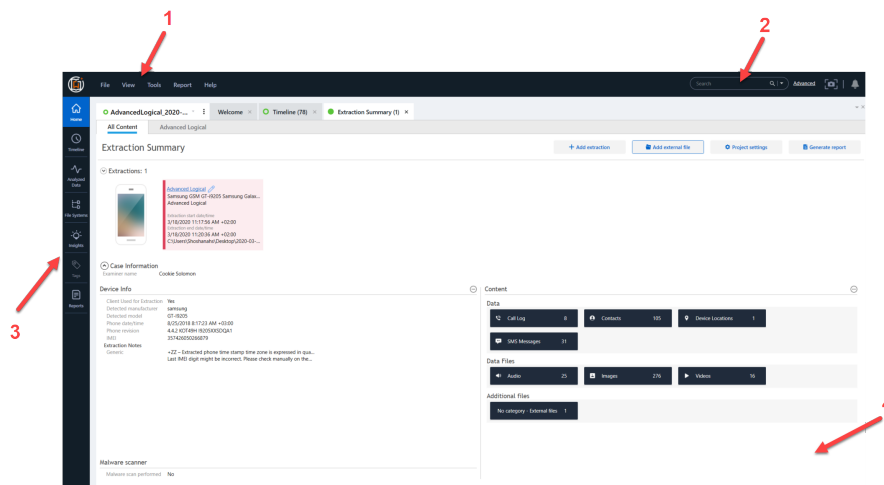 1
2
File View Tools Report Help
Search
Advanced
Home
AdvancedLogical_2020-...
Welcome ×
Timeline (78) ×
Extraction Summary (1) ×
All Content
Advanced Logical
Timeline
Extraction Summary
+ Add extraction
Add external file
Project settings
Generate report
Analyzed
Data
Extractions: 1
Advanced Logical
Samsung GSM GT-I9205 Samsung Galax...
Advanced Logical
Extraction start date/time
3/18/2020 11:17:56 AM +02:00
Extraction end date/time
3/18/2020 11:20:36 AM +02:00
C:\Users\Shoshanahs\Desktop\2020-03-...
File Systems
Insights
Tags
Reports
3
Case Information
Examiner name Cookie Solomon
Device Info
Client Used for Extraction Yes
Detected manufacturer samsung
Detected model GT-I9205
Phone date/time 8/25/2018 8:17:23 AM +03:00
Phone revision 4.4.2 KOT49H I9205XXSDQA1
IMEI 357426050266879
Extraction Notes
Generic +ZZ – Extracted phone time stamp time zone is expressed in qua...
Last IMEI digit might be incorrect. Please check manually on the...
Malware scanner
Malware scan performed No
Content
Data
Call Log 8
Contacts 105
Device Locations 1
SMS Messages 31
Data Files
Audio 25
Images 276
Videos 16
Additional files
No category - External files 1